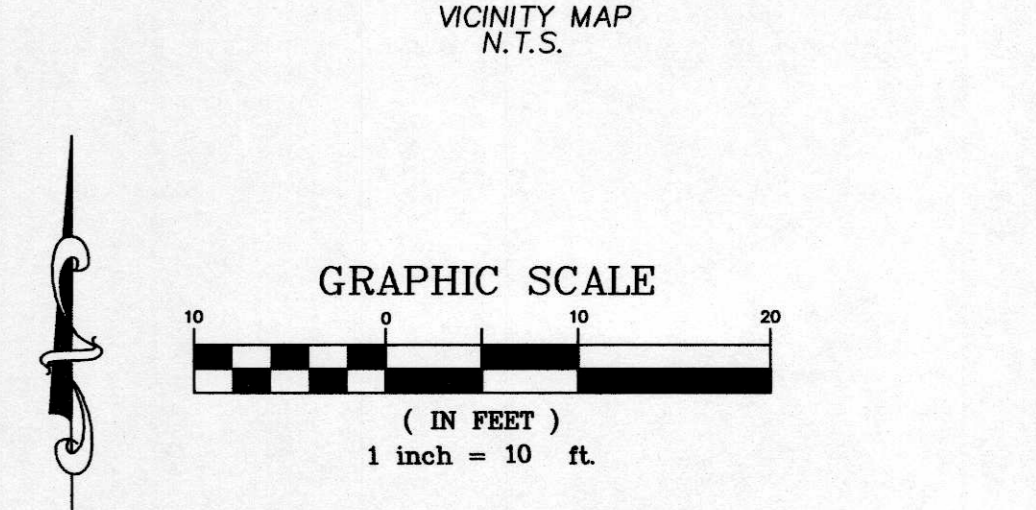 VICINITY MAP
N.T.S.
GRAPHIC SCALE
10 0 10 20
( IN FEET )
1 inch = 10 ft.